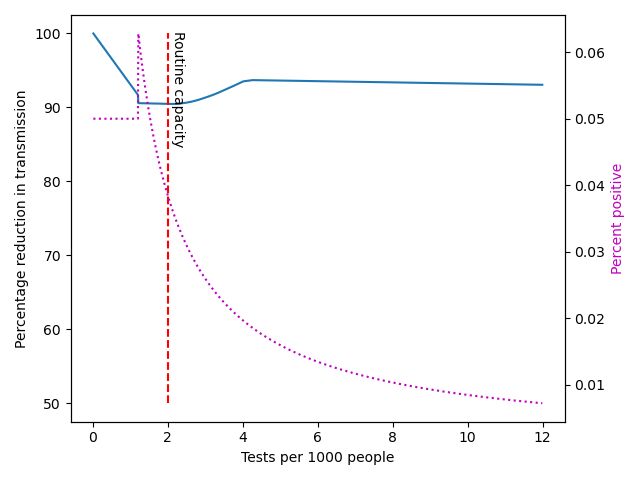 100
90
80
70
60
50
Percentage reduction in transmission
Routine capacity
0.06
0.05
0.04
0.03
0.02
0.01
Percent positive
0 2 4 6 8 10 12
Tests per 1000 people